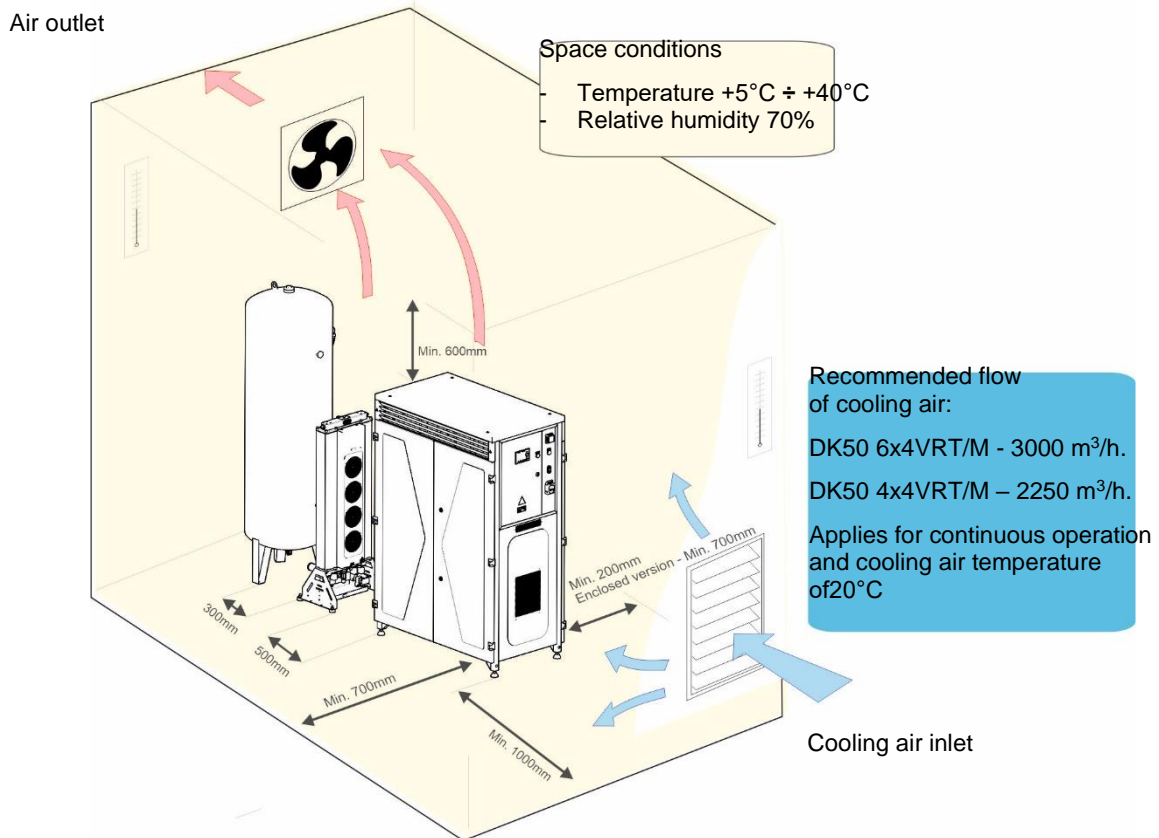 Air outlet
Space conditions
- Temperature +5°C ÷ +40°C
- Relative humidity 70%
Min. 600mm
Recommended flow
of cooling air:
DK50 6x4VRT/M - 3000 m³/h.
DK50 4x4VRT/M – 2250 m³/h.
Applies for continuous operation
and cooling air temperature
of20°C
Min. 200mm
Enclosed version - Min. 700mm
300mm
500mm
Min. 700mm
Min. 1000mm
Cooling air inlet